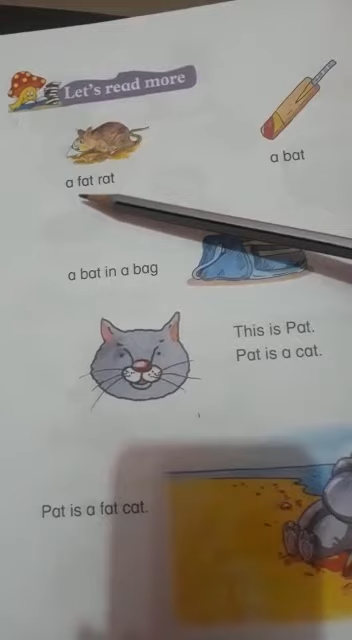 Let's read more
a fat rat
a bat
a bat in a bag
This is Pat.
Pat is a cat.
Pat is a fat cat.